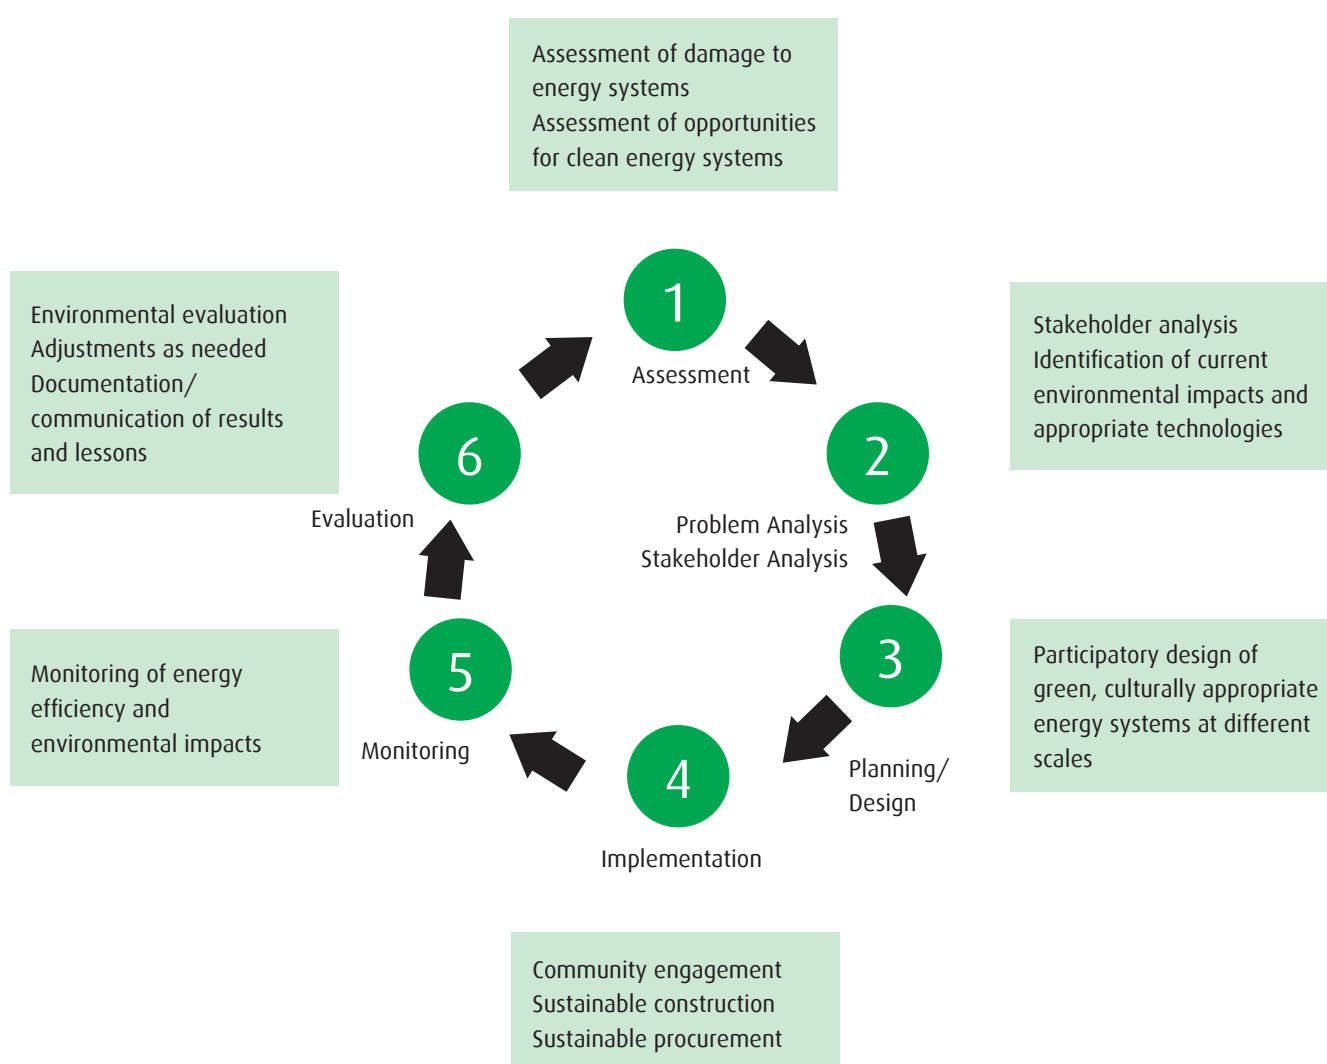 Assessment of damage to
energy systems
Assessment of opportunities
for clean energy systems
1
Assessment
Stakeholder analysis
Identification of current
environmental impacts and
appropriate technologies
2
Problem Analysis
Stakeholder Analysis
Participatory design of
green, culturally appropriate
energy systems at different
scales
3
Planning/
Design
4
Implementation
Community engagement
Sustainable construction
Sustainable procurement
5
Monitoring
Monitoring of energy
efficiency and
environmental impacts
6
Evaluation
Environmental evaluation
Adjustments as needed
Documentation/
communication of results
and lessons